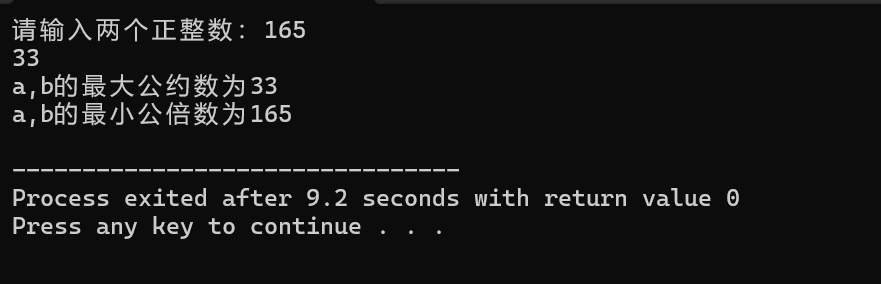 请输入两个正整数: 165
33
a,b的最大公约数为33
a,b的最小公倍数为165
--------------------------------
Process exited after 9.2 seconds with return value 0
Press any key to continue . . .